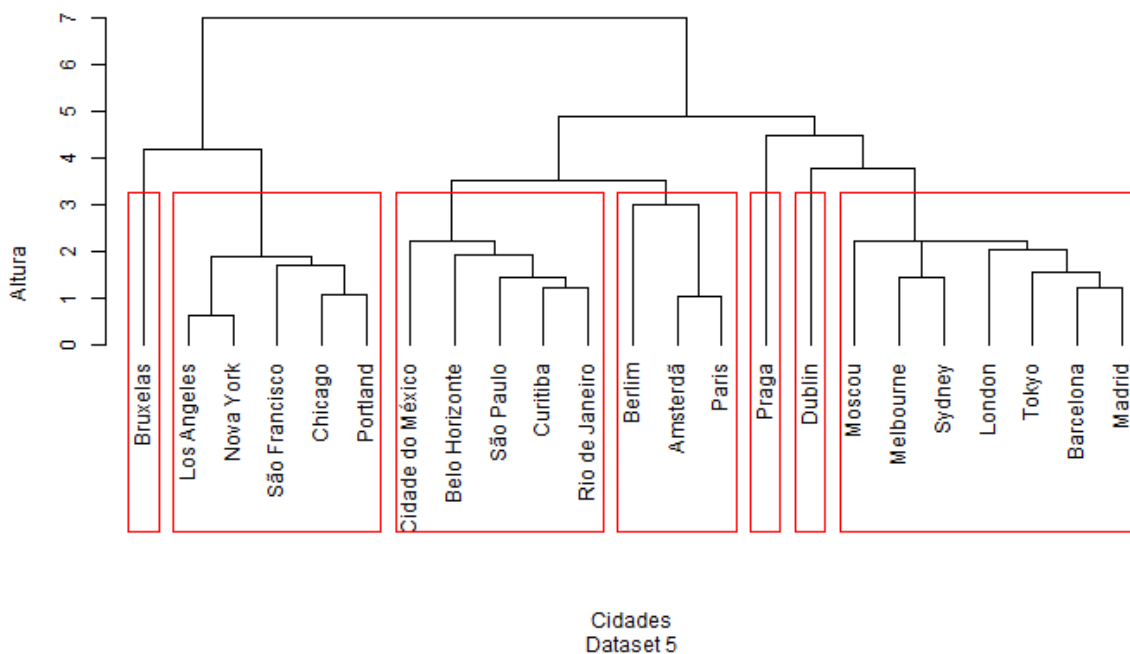 Altura
7
6
5
4
3
2
1
0
Bruxelas
Los Angeles
Nova York
São Francisco
Chicago
Portland
Cidade do México
Belo Horizonte
São Paulo
Curitiba
Rio de Janeiro
Berlim
Amsterdã
Paris
Praga
Dublin
Moscou
Melbourne
Sydney
London
Tokyo
Barcelona
Madrid
Cidades
Dataset 5